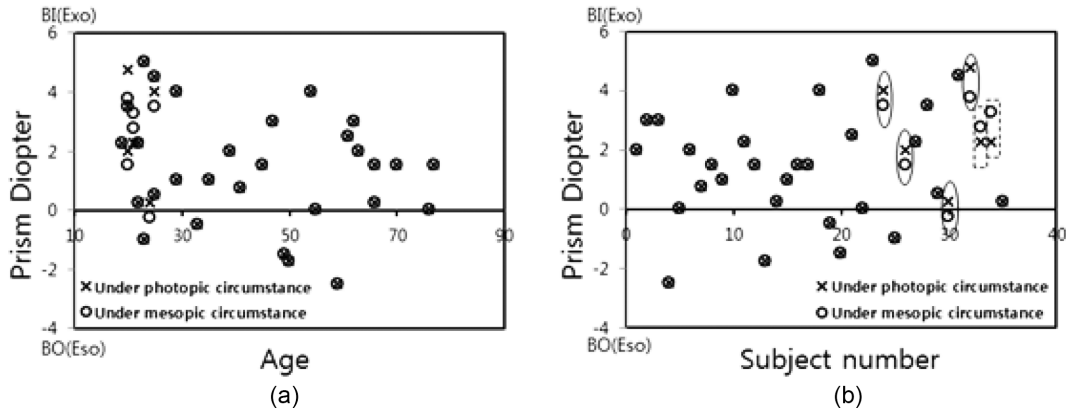 BI(Exo)
6
4
2
0
-2
-4
10
30
50
70
90
Prism Diopter
×Under photopic circumstance
○Under mesopic circumstance
BO(Eso)
Age
(a)
BI(Exo)
6
4
2
0
-2
-4
0
10
20
30
40
Prism Diopter
×Under photopic circumstance
○Under mesopic circumstance
BO(Eso)
Subject number
(b)